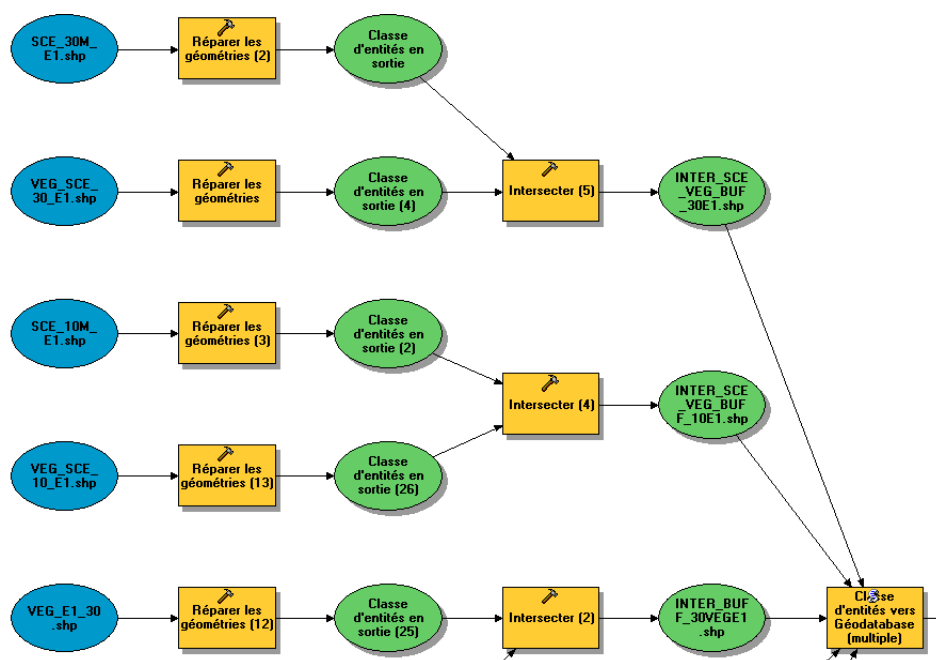 SCE_30M_
E1.shp
Réparer les
géométries (2)
Classe
d'entités en
sortie
VEG_SCE_
30_E1.shp
Réparer les
géométries
Classe
d'entités en
sortie (4)
Intersecter (5)
INTER_SCE
_VEG_BUF
_30E1.shp
SCE_10M_
E1.shp
Réparer les
géométries (3)
Classe
d'entités en
sortie (2)
Intersecter (4)
INTER_SCE
_VEG_BUF
F_10E1.shp
VEG_SCE_
10_E1.shp
Réparer les
géométries (13)
Classe
d'entités en
sortie (26)
VEG_E1_30
.shp
Réparer les
géométries (12)
Classe
d'entités en
sortie (25)
Intersecter (2)
INTER_BUF
F_30VEGE1
.shp
Classe
d'entités vers
Géodatabase
(multiple)